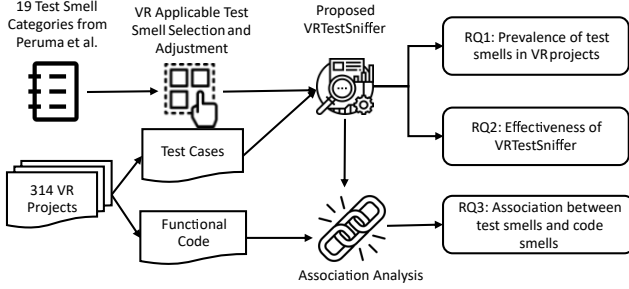 19 Test Smell
Categories from
Peruma et al.
VR Applicable Test
Smell Selection and
Adjustment
Proposed
VRTestSniffer
RQ1: Prevalence of test
smells in VR projects
RQ2: Effectiveness of
VRTestSniffer
Test Cases
314 VR
Projects
Functional
Code
RQ3: Association between
test smells and code
smells
Association Analysis